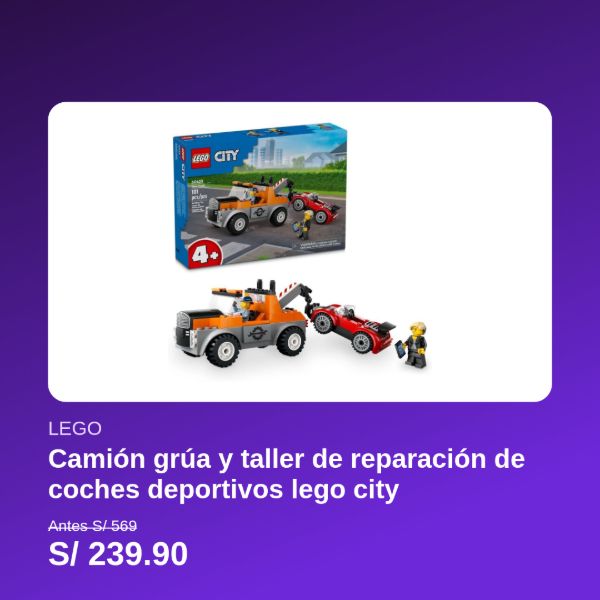 LEGO CITY
4+
LEGO
Camión grúa y taller de reparación de
coches deportivos lego city
Antes S/ 569
S/ 239.90